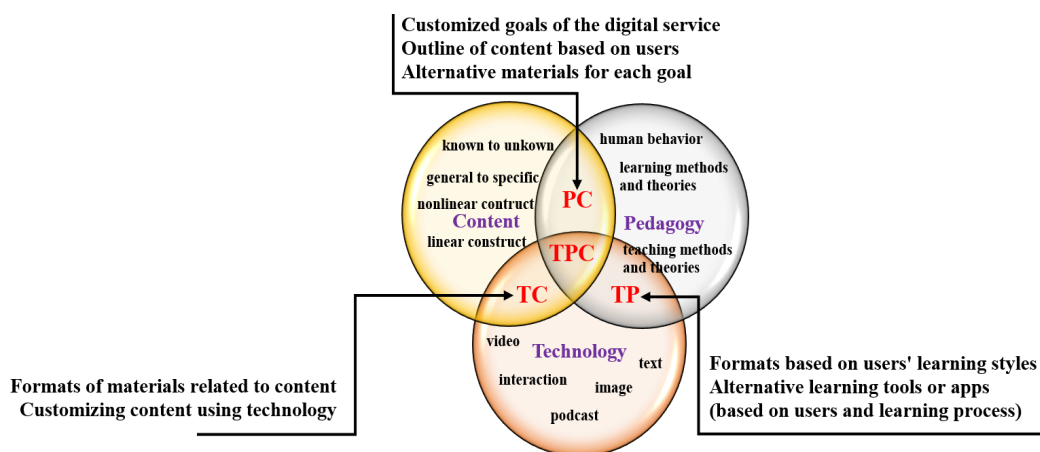 Customized goals of the digital service
Outline of content based on users
Alternative materials for each goal
known to unkown
general to specific
nonlinear contruct
Content
linear construct
human behavior
learning methods
and theories
Pedagogy
teaching methods
and theories
PC
TPC
TC
TP
video
Technology
text
interaction
image
podcast
Formats of materials related to content
Customizing content using technology
Formats based on users' learning styles
Alternative learning tools or apps
(based on users and learning process)